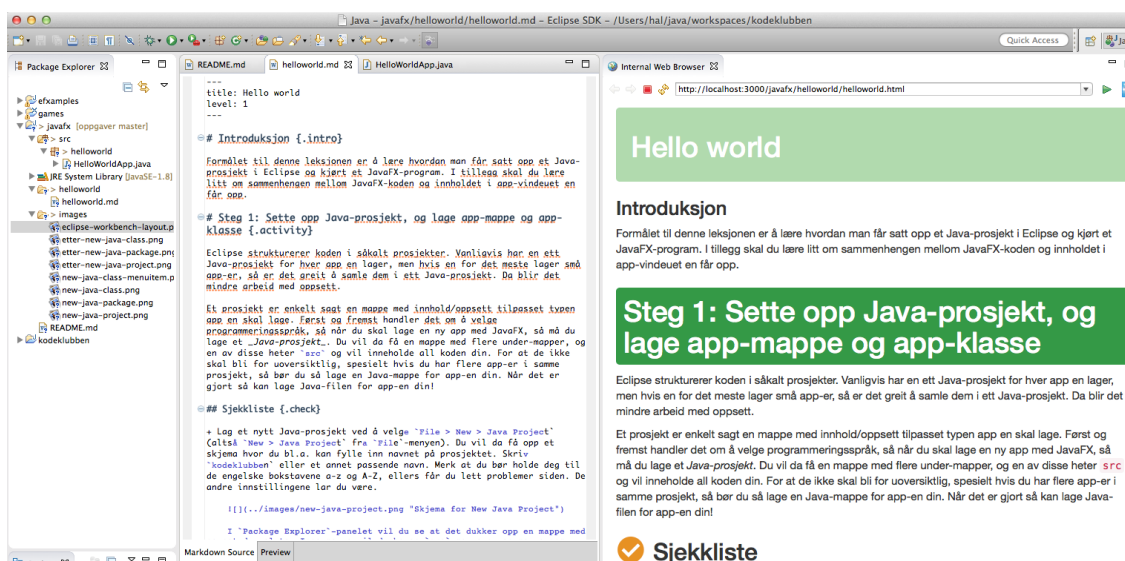 Java – javafx/helloworld/helloworld.md – Eclipse SDK – /Users/hal/java/workspaces/kodeklubben
Quick Access
Package Explorer
efxamples
games
> javafx [oppgaver master]
> src
> helloworld
> HelloWorldApp.java
JRE System Library [JavaSE-1.8]
> helloworld
helloworld.md
> images
eclipse-workbench-layout.p
etter-new-java-class.png
etter-new-java-package.png
etter-new-java-project.png
new-java-class-menuitem.p
new-java-class.png
new-java-package.png
new-java-project.png
README.md
> kodeklubben
README.md
helloworld.md
HelloWorldApp.java
---
title: Hello world
level: 1
---
# Introduksjon {.intro}
Formålet til denne leksjonen er å lære hvordan man får satt opp et Java-
prosjekt i Eclipse og kjørt et JavaFX-program. I tillegg skal du lære
litt om sammenhengen mellom JavaFX-koden og innholdet i app-vinduet en
får opp.
# Steg 1: Sette opp Java-prosjekt, og lage app-mappe og app-
klasse {.activity}
Eclipse strukturerer koden i såkalt prosjekter. Vanligvis har en ett
Java-prosjekt for hver app en lager, men hvis en for det meste lager små
app-er, så er det greit å samle dem i ett Java-prosjekt. Da blir det
mindre arbeid med oppsett.
Et prosjekt er enkelt sagt en mappe med innhold/oppsett tilpasset typen
app en skal lage. Først og fremst handler det om å velge
programmeringsspråk, så når du skal lage en ny app med JavaFX, så må du
lage et _Java-prosjekt_. Du vil da få en mappe med flere under-mapper, og
en av disse heter `src` og vil inneholde all koden din. For at de ikke
skal bli for uoversiktlig, spesielt hvis du har flere app-er i samme
prosjekt, så bør du så lage en Java-mappe for app-en din. Når det er
gjort så kan lage Java-filen for app-en din!
## Sjekkliste {.check}
+ Lag et nytt Java-prosjekt ved å velge `File > New > Java Project`
(altså `New > Java Project` fra `File`-menyen). Du vil da få opp et
skjema hvor du bl.a. kan fylle inn navnet på prosjektet. Skriv
`kodeklubben` eller et annet passende navn. Merk at du bør holde deg til
de engelske bokstavene a-z og A-Z, ellers får du lett problemer siden. De
andre innstillingene lar du være.
![](../images/new-java-project.png "Skjema for New Java Project")
I `Package Explorer`-panelet vil du se at det dukker opp en mappe med
Markdown Source
Preview
Internal Web Browser
http://localhost:3000/javafx/helloworld/helloworld.html
Hello world
Introduksjon
Formålet til denne leksjonen er å lære hvordan man får satt opp et Java-prosjekt i Eclipse og kjørt et
JavaFX-program. I tillegg skal du lære litt om sammenhengen mellom JavaFX-koden og innholdet i
app-vindeuet en får opp.
Steg 1: Sette opp Java-prosjekt, og
lage app-mappe og app-klasse
Eclipse strukturerer koden i såkalt prosjekter. Vanligvis har en ett Java-prosjekt for hver app en lager,
men hvis en for det meste lager små app-er, så er det greit å samle dem i ett Java-prosjekt. Da blir det
mindre arbeid med oppsett.
Et prosjekt er enkelt sagt en mappe med innhold/oppsett tilpasset typen app en skal lage. Først og
fremst handler det om å velge programmeringsspråk, så når du skal lage en ny app med JavaFX, så
må du lage et Java-prosjekt. Du vil da få en mappe med flere under-mapper, og en av disse heter src
og vil inneholde all koden din. For at de ikke skal bli for uoversiktlig, spesielt hvis du har flere app-er i
samme prosjekt, så bør du så lage en Java-mappe for app-en din. Når det er gjort så kan lage Java-
filen for app-en din!
Sjekkliste